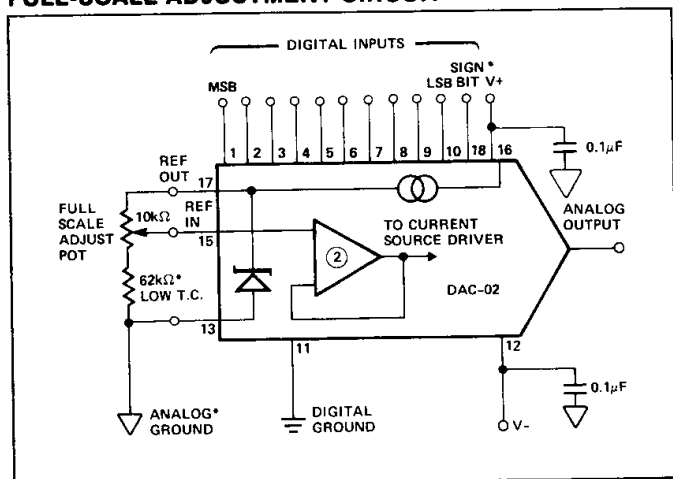 FULL-SCALE ADJUSTMENT CIRCUIT
DIGITAL INPUTS
SIGN*
MSB
LSB BIT V+
1 2 3 4 5 6 7 8 9 10 18 16
0.1μF
REF
OUT
17
FULL
SCALE
ADJUST
POT
10kΩ
REF
IN
15
2
TO CURRENT
SOURCE DRIVER
ANALOG
OUTPUT
DAC-02
62kΩ*
LOW T.C.
13
11
12
0.1μF
ANALOG*
GROUND
DIGITAL
GROUND
V-